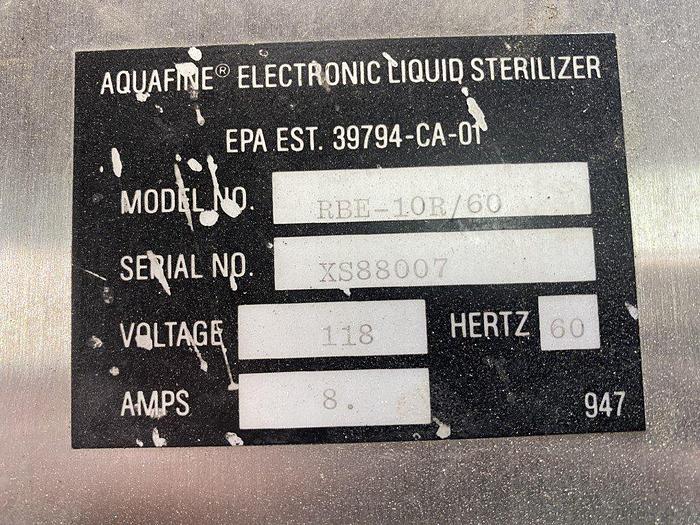 AQUAFINE® ELECTRONIC LIQUID STERILIZER
EPA EST. 39794-CA-01
MODEL NO. RBE-10R/60
SERIAL NO. XS88007
VOLTAGE 118 HERTZ 60
AMPS 8. 947